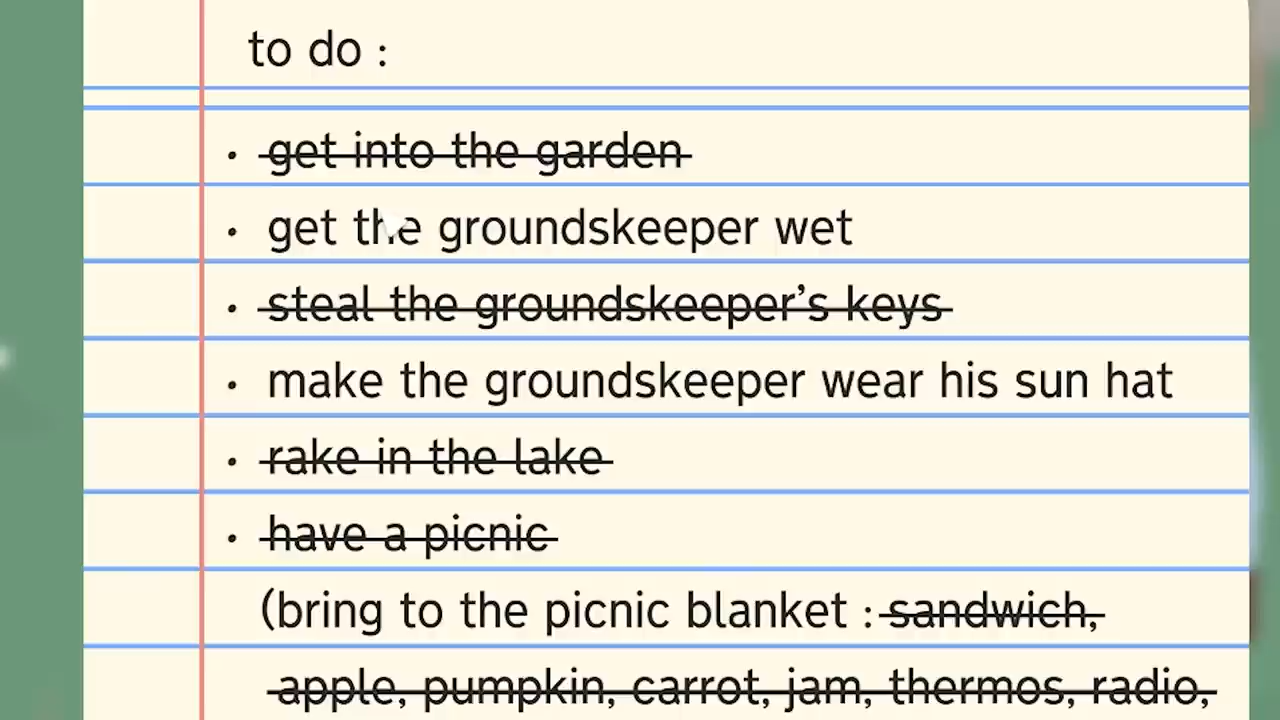 to do :
• get into the garden
• get the groundskeeper wet
• steal the groundskeeper’s keys
• make the groundskeeper wear his sun hat
• rake in the lake
• have a picnic
(bring to the picnic blanket : sandwich,
apple, pumpkin, carrot, jam, thermos, radio,